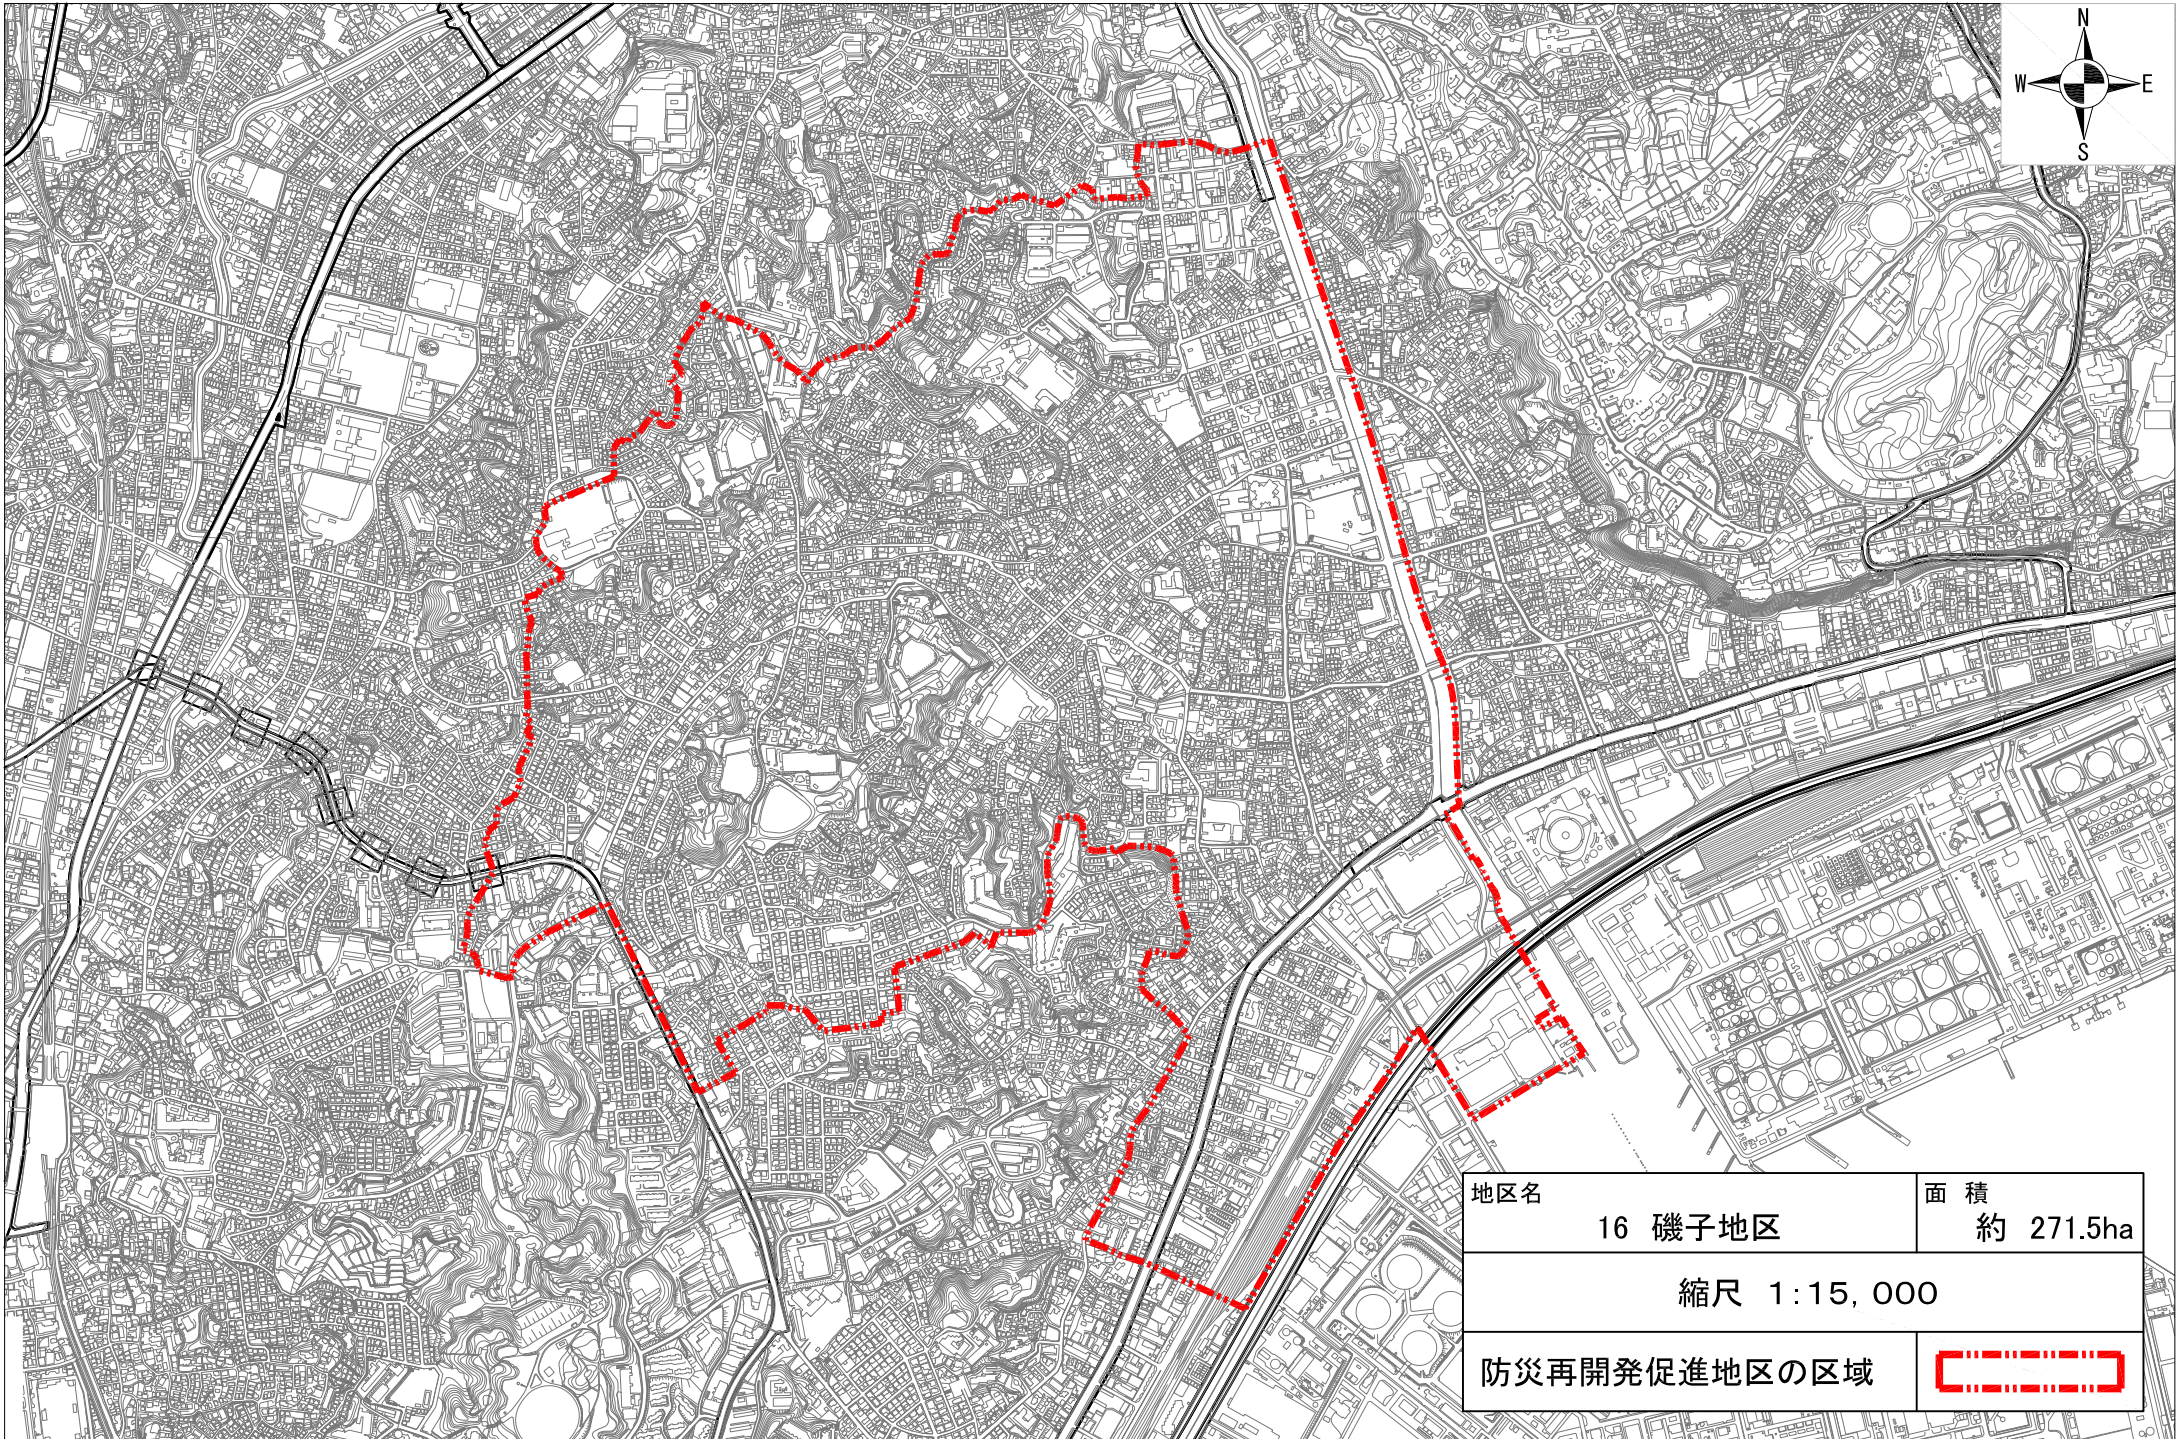 N
W E
S
地区名
16 磯子地区
面 積
約 271.5ha
縮尺 1:15,000
防災再開発促進地区の区域